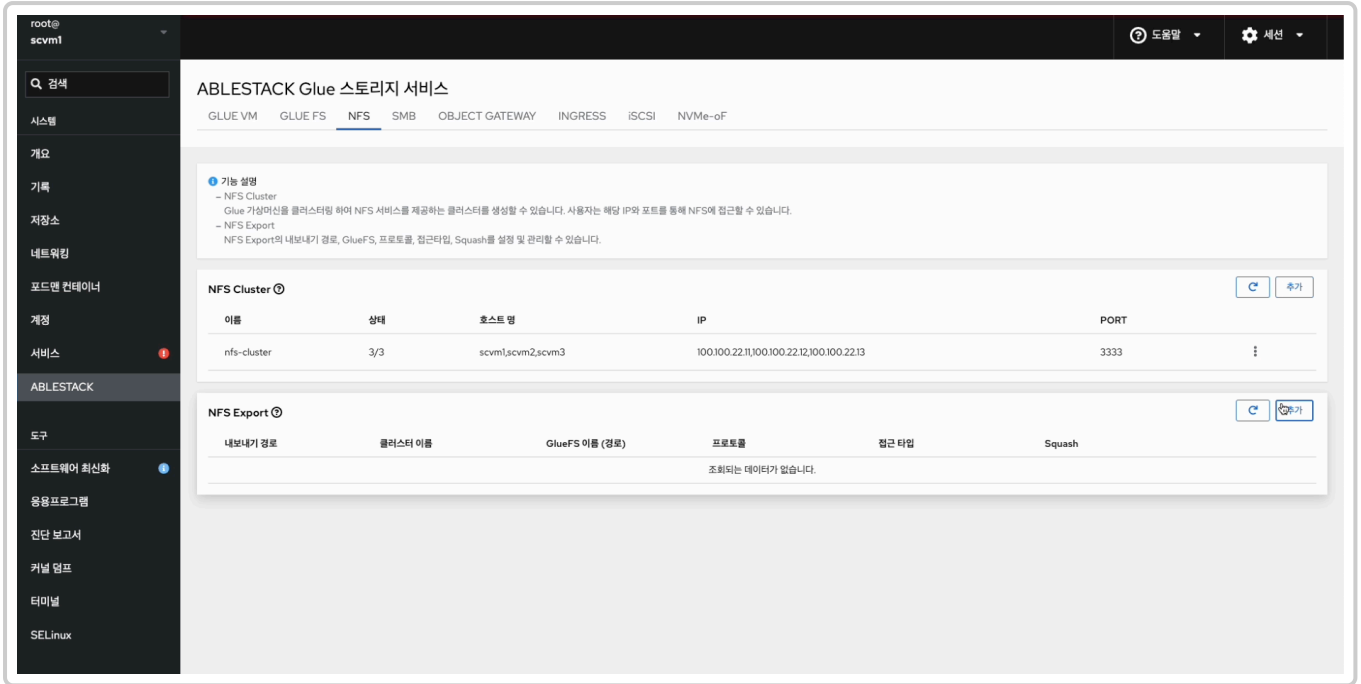 root@
scvm1
도움말
세션
검색
시스템
개요
기록
저장소
네트워킹
포드맨 컨테이너
계정
서비스
ABLESTACK
도구
소프트웨어 최신화
응용프로그램
진단 보고서
커널 덤프
터미널
SELinux
ABLESTACK Glue 스토리지 서비스
GLUE VM GLUE FS NFS SMB OBJECT GATEWAY INGRESS iSCSI NVMe-oF
기능 설명
– NFS Cluster
Glue 가상머신을 클러스터링 하여 NFS 서비스를 제공하는 클러스터를 생성할 수 있습니다. 사용자는 해당 IP와 포트를 통해 NFS에 접근할 수 있습니다.
– NFS Export
NFS Export의 내보내기 경로, GlueFS, 프로토콜, 접근타입, Squash를 설정 및 관리할 수 있습니다.
NFS Cluster 추가
이름 상태 호스트 명 IP PORT
nfs-cluster 3/3 scvm1,scvm2,scvm3 100.100.22.11,100.100.22.12,100.100.22.13 3333
NFS Export 추가
내보내기 경로 클러스터 이름 GlueFS 이름 (경로) 프로토콜 접근 타입 Squash
조회되는 데이터가 없습니다.